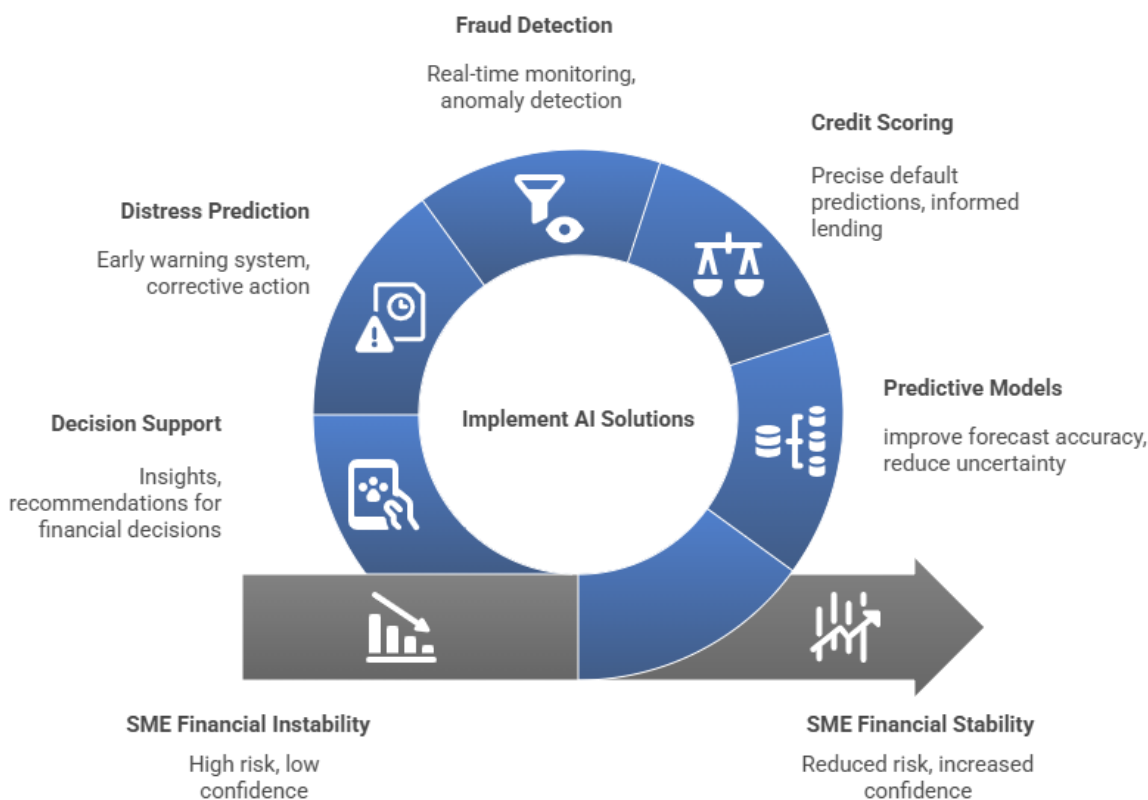 Fraud Detection
Real-time monitoring,
anomaly detection
Credit Scoring
Precise default
predictions, informed
lending
Distress Prediction
Early warning system,
corrective action
Predictive Models
improve forecast accuracy,
reduce uncertainty
Implement AI Solutions
Decision Support
Insights,
recommendations for
financial decisions
SME Financial Instability
High risk, low
confidence
SME Financial Stability
Reduced risk, increased
confidence